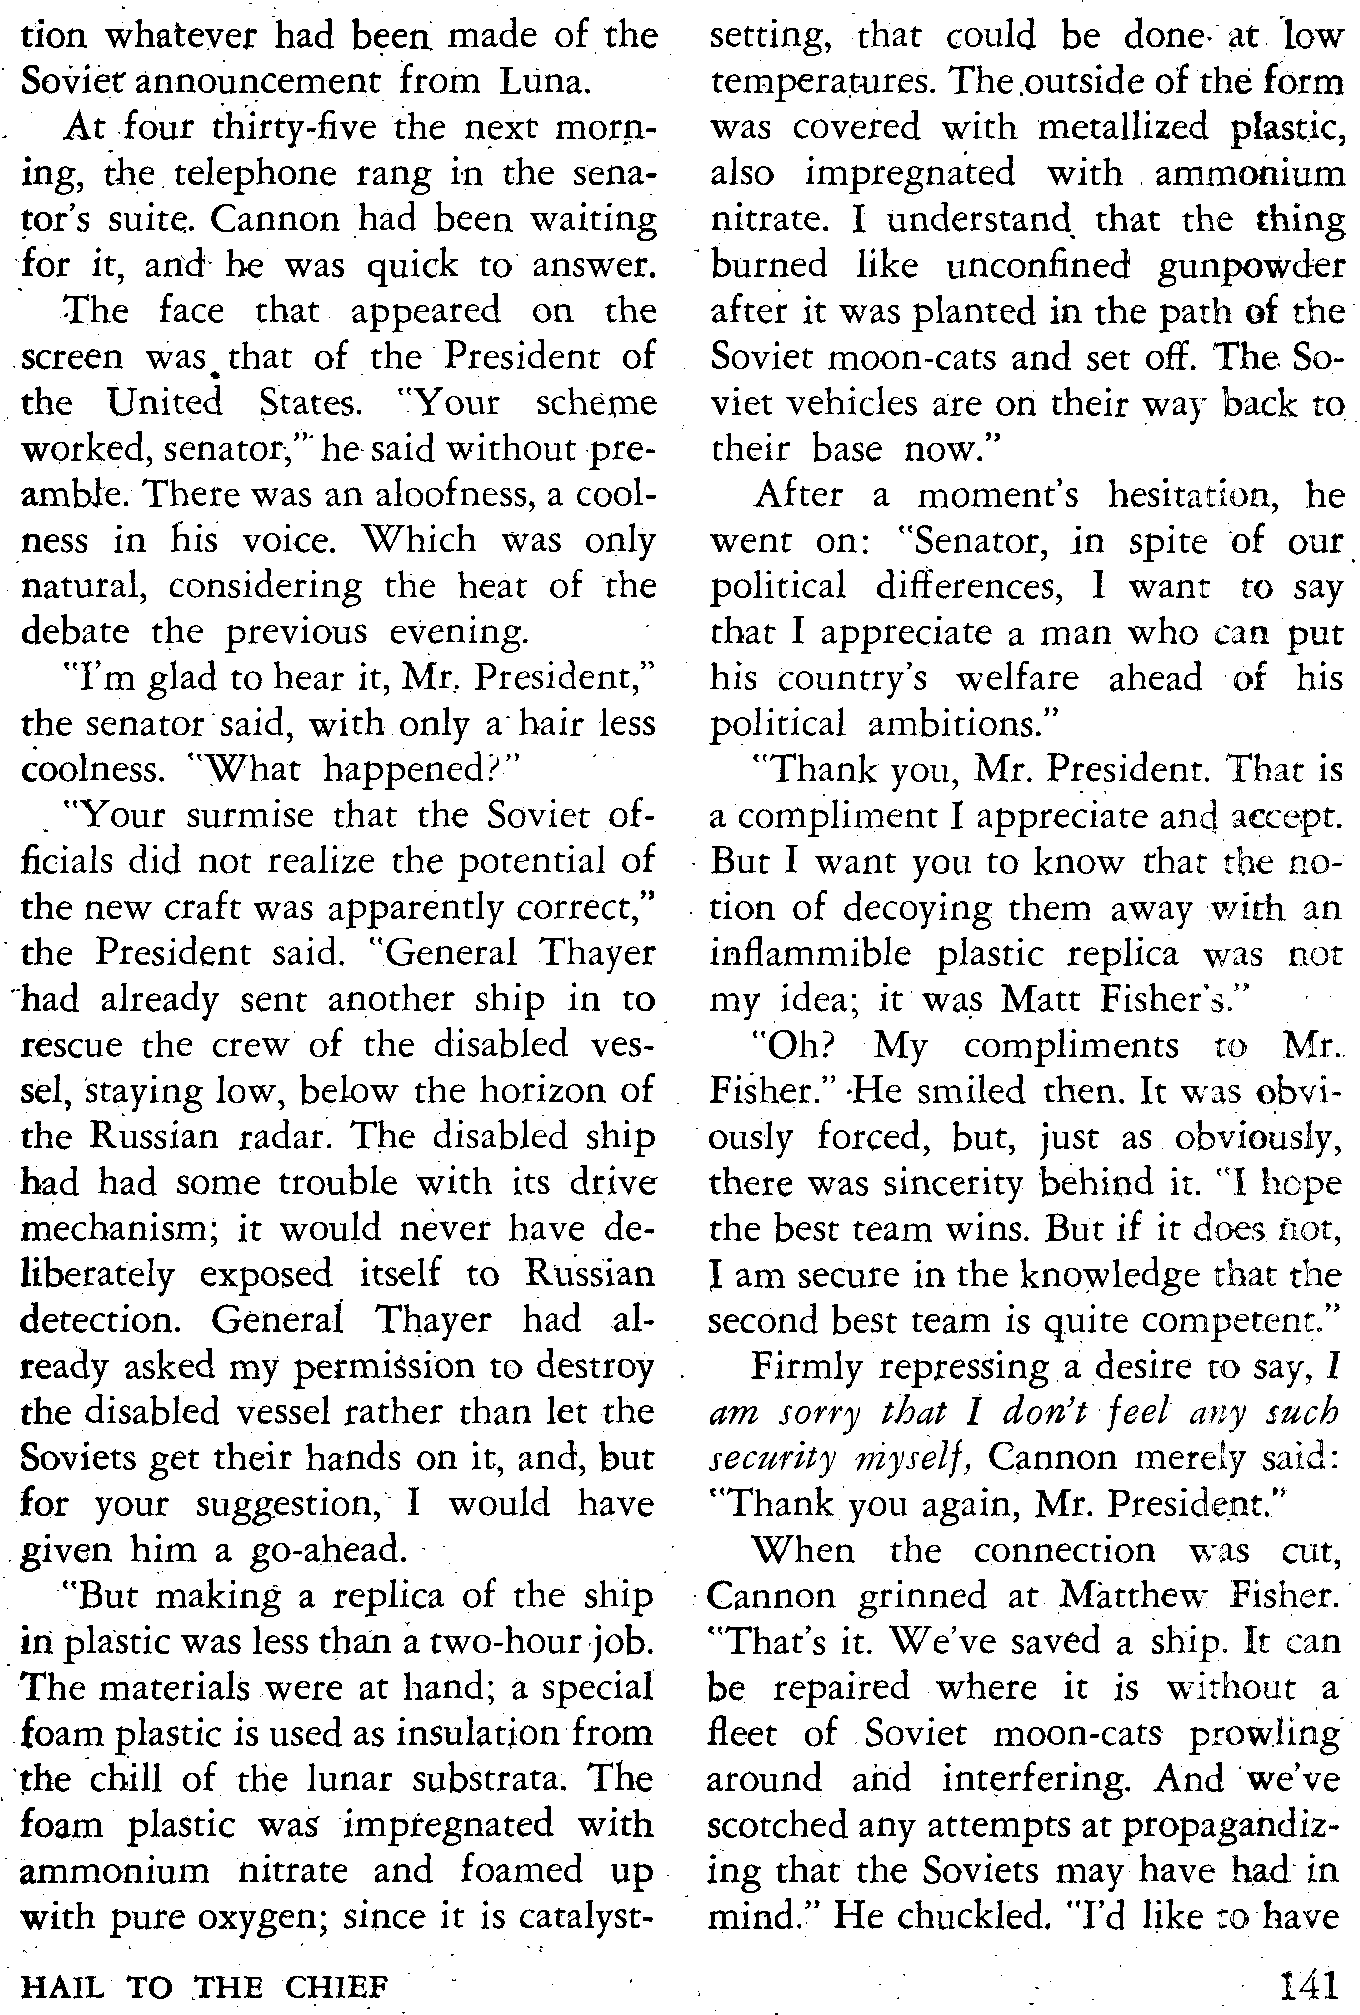 tion whatever had been made of the
Soviet announcement from Luna.
At four thirty-five the next morn-
ing, the telephone rang in the sena-
tor's suite. Cannon had been waiting
for it, and he was quick to answer.
The face that appeared on the
screen was that of the President of
the United States. "Your scheme
worked, senator," he said without pre-
amble. There was an aloofness, a cool-
ness in his voice. Which was only
natural, considering the heat of the
debate the previous evening.
"I'm glad to hear it, Mr. President,"
the senator said, with only a hair less
coolness. "What happened?"
"Your surmise that the Soviet of-
ficials did not realize the potential of
the new craft was apparently correct,"
the President said. "General Thayer
had already sent another ship in to
rescue the crew of the disabled ves-
sel, staying low, below the horizon of
the Russian radar. The disabled ship
had had some trouble with its drive
mechanism; it would never have de-
liberately exposed itself to Russian
detection. General Thayer had al-
ready asked my permission to destroy
the disabled vessel rather than let the
Soviets get their hands on it, and, but
for your suggestion, I would have
given him a go-ahead.
"But making a replica of the ship
in plastic was less than a two-hour job.
The materials were at hand; a special
foam plastic is used as insulation from
the chill of the lunar substrata. The
foam plastic was impregnated with
ammonium nitrate and foamed up
with pure oxygen; since it is catalyst-
setting, that could be done at low
temperatures. The outside of the form
was covered with metallized plastic,
also impregnated with ammonium
nitrate. I understand that the thing
burned like unconfined gunpowder
after it was planted in the path of the
Soviet moon-cats and set off. The So-
viet vehicles are on their way back to
their base now."
After a moment's hesitation, he
went on: "Senator, in spite of our
political differences, I want to say
that I appreciate a man who can put
his country's welfare ahead of his
political ambitions."
"Thank you, Mr. President. That is
a compliment I appreciate and accept.
But I want you to know that the no-
tion of decoying them away with an
inflammible plastic replica was not
my idea; it was Matt Fisher's."
"Oh? My compliments to Mr.
Fisher." He smiled then. It was obvi-
ously forced, but, just as obviously,
there was sincerity behind it. "I hope
the best team wins. But if it does not,
I am secure in the knowledge that the
second best team is quite competent."
Firmly repressing a desire to say, I
am sorry that I don't feel any such
security myself, Cannon merely said:
"Thank you again, Mr. President."
When the connection was cut,
Cannon grinned at Matthew Fisher.
"That's it. We've saved a ship. It can
be repaired where it is without a
fleet of Soviet moon-cats prowling
around and interfering. And we've
scotched any attempts at propagandiz-
ing that the Soviets may have had in
mind." He chuckled. "I'd like to have
HAIL TO THE CHIEF
141